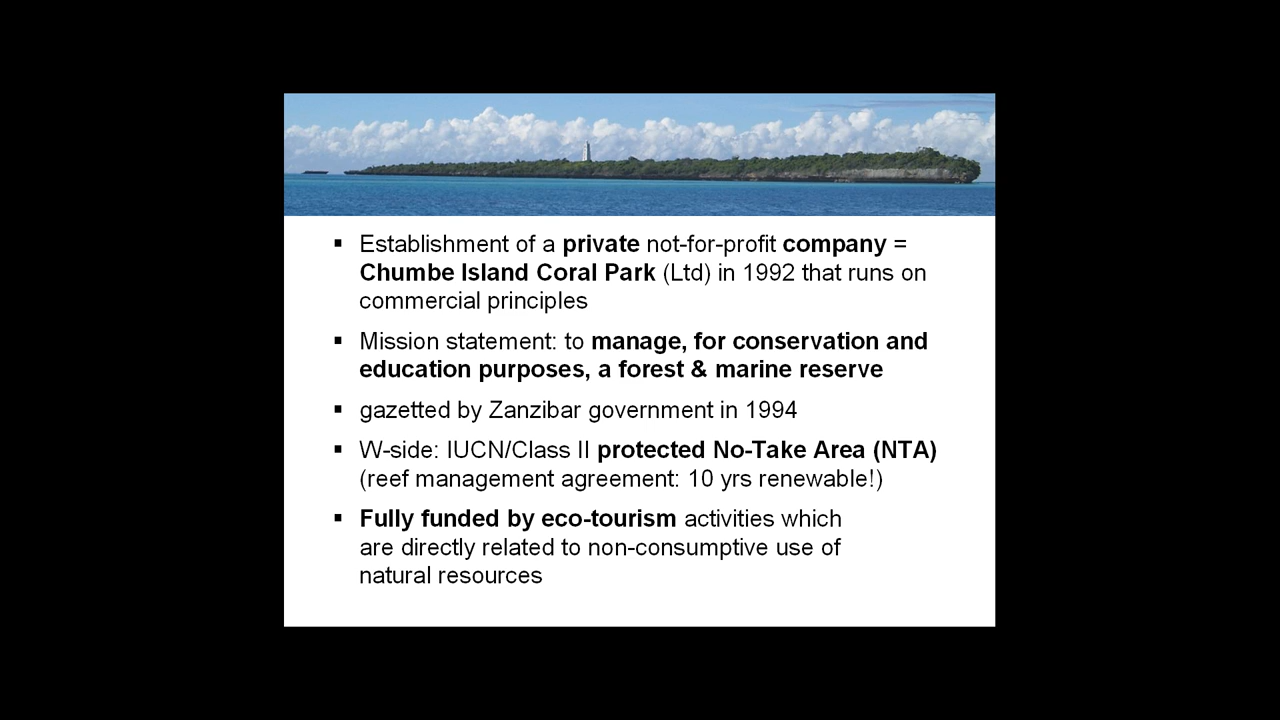 ▪ Establishment of a private not-for-profit company =
Chumbe Island Coral Park (Ltd) in 1992 that runs on
commercial principles
▪ Mission statement: to manage, for conservation and
education purposes, a forest & marine reserve
▪ gazetted by Zanzibar government in 1994
▪ W-side: IUCN/Class II protected No-Take Area (NTA)
(reef management agreement: 10 yrs renewable!)
▪ Fully funded by eco-tourism activities which
are directly related to non-consumptive use of
natural resources